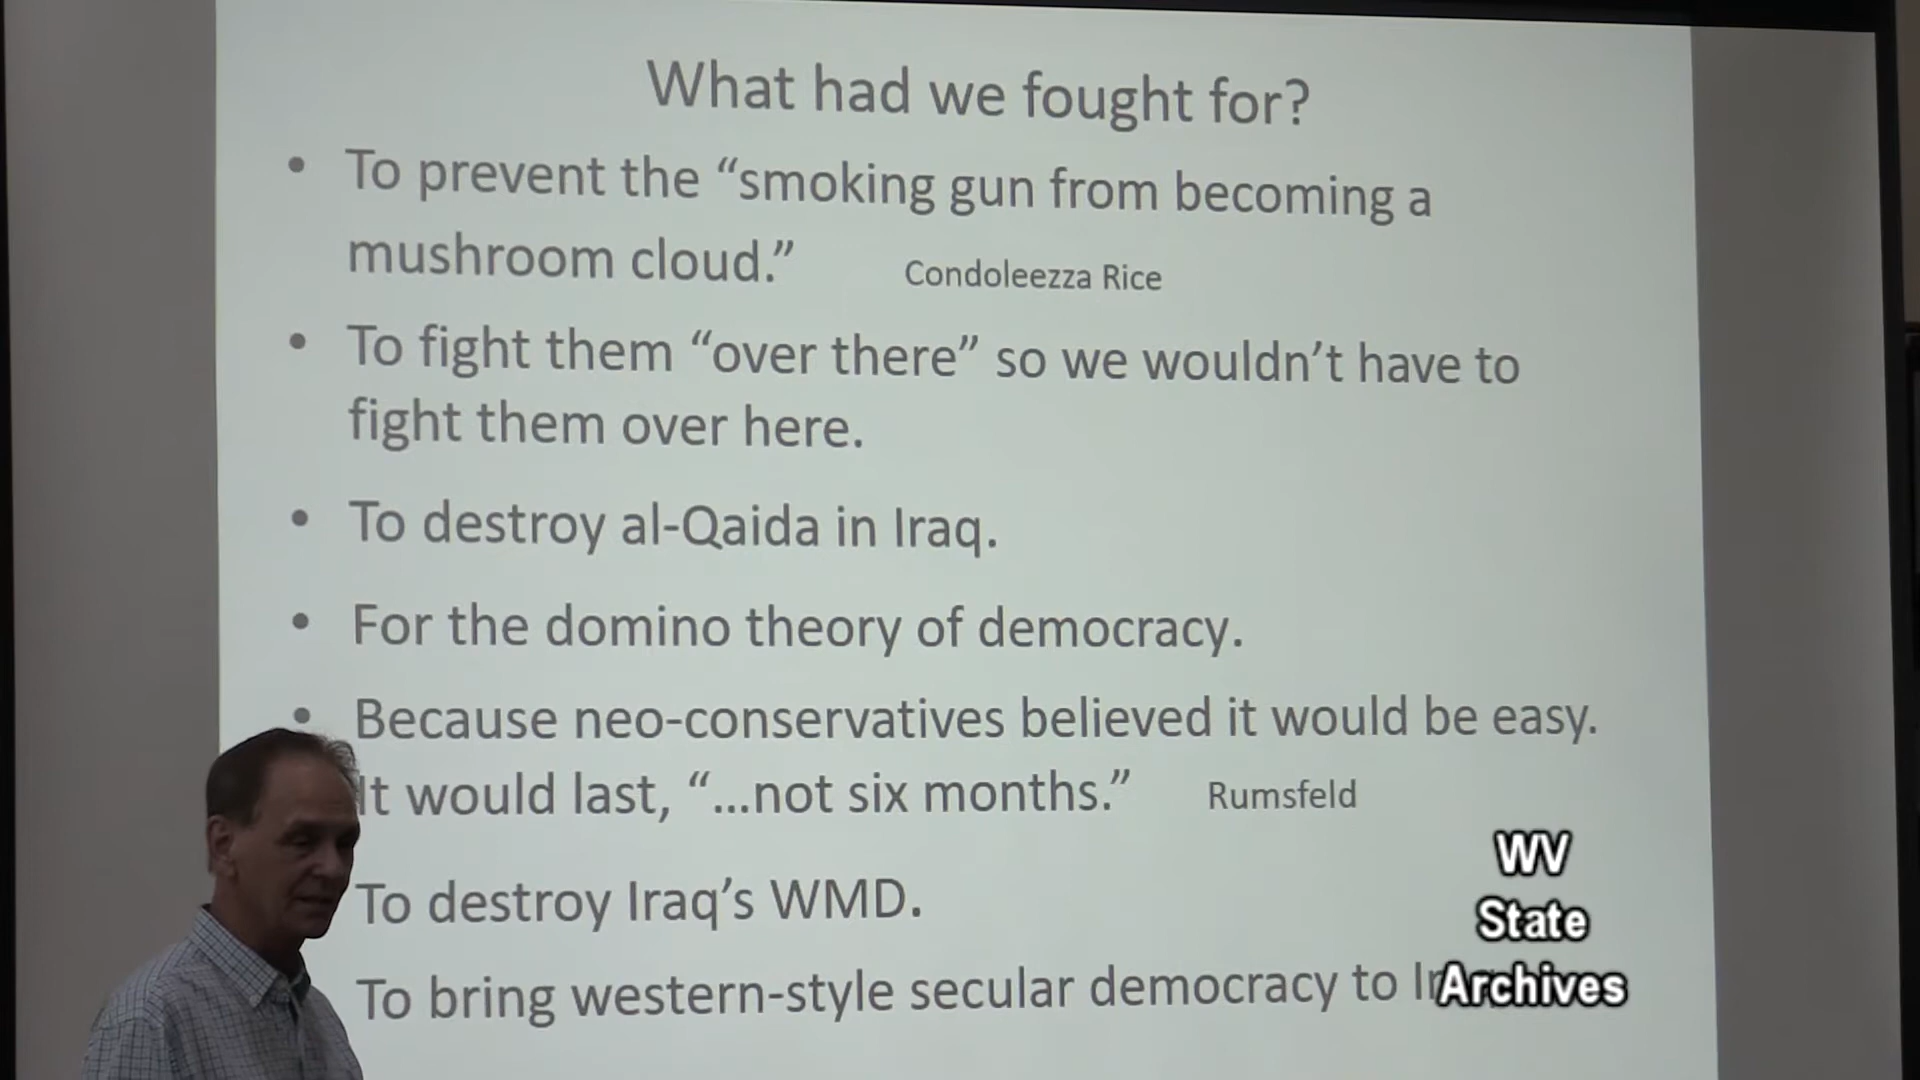 What had we fought for?
• To prevent the “smoking gun from becoming a
mushroom cloud.” Condoleezza Rice
• To fight them “over there” so we wouldn’t have to
fight them over here.
• To destroy al-Qaida in Iraq.
• For the domino theory of democracy.
• Because neo-conservatives believed it would be easy.
It would last, “...not six months.” Rumsfeld
To destroy Iraq’s WMD.
To bring western-style secular democracy to
WV
State
Archives